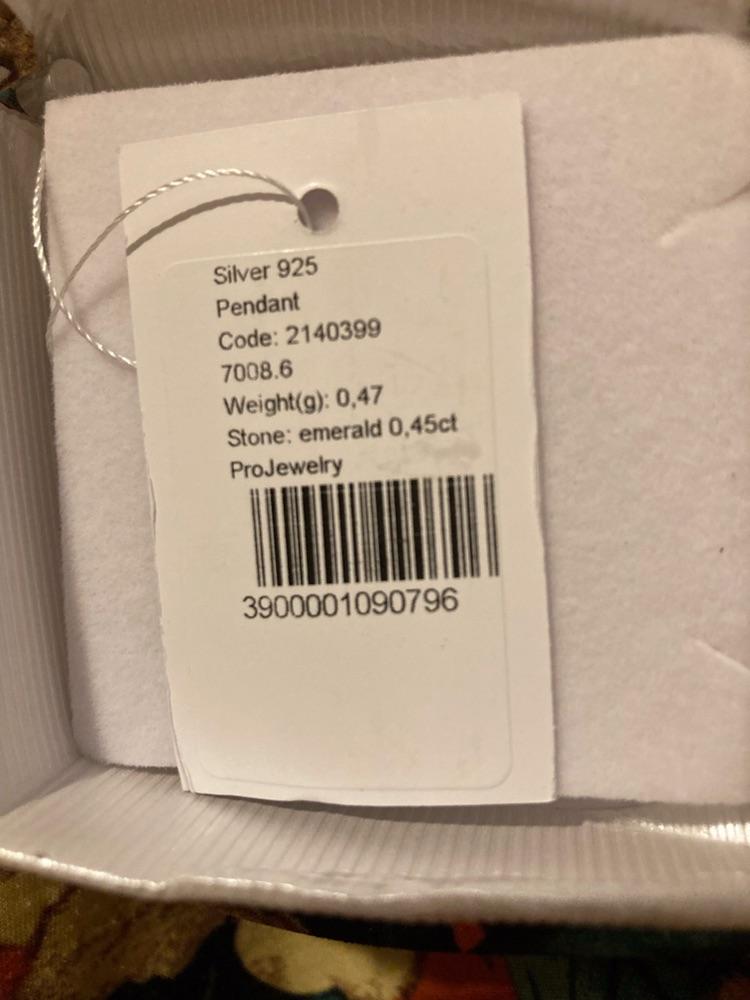 Silver 925
Pendant
Code: 2140399
7008.6
Weight(g): 0,47
Stone: emerald 0,45ct
ProJewelry
3900001090796